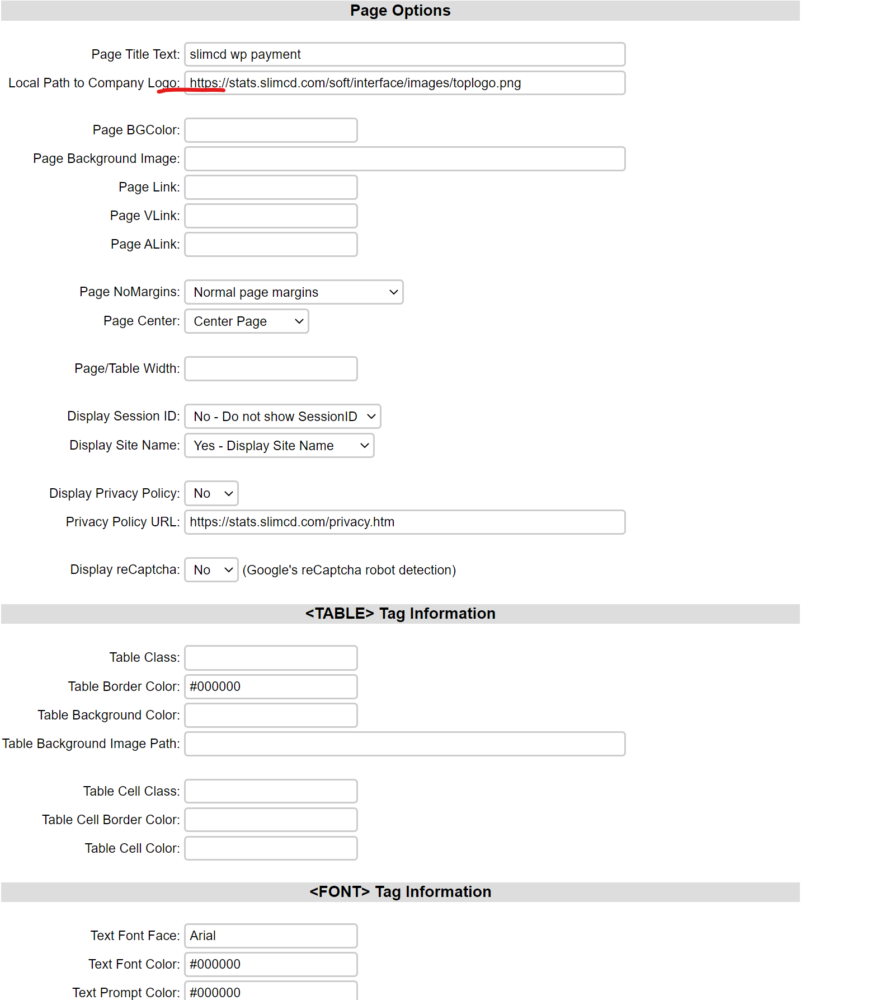 Page Options
Page Title Text: slimcd wp payment
Local Path to Company Logo: https://stats.slimcd.com/soft/interface/images/toplogo.png
Page BGColor:
Page Background Image:
Page Link:
Page VLink:
Page ALink:
Page NoMargins: Normal page margins
Page Center: Center Page
Page/Table Width:
Display Session ID: No - Do not show SessionID
Display Site Name: Yes - Display Site Name
Display Privacy Policy: No
Privacy Policy URL: https://stats.slimcd.com/privacy.htm
Display reCaptcha: No (Google's reCaptcha robot detection)
<TABLE> Tag Information
Table Class:
Table Border Color: #000000
Table Background Color:
Table Background Image Path:
Table Cell Class:
Table Cell Border Color:
Table Cell Color:
<FONT> Tag Information
Text Font Face: Arial
Text Font Color: #000000
Text Prompt Color: #000000